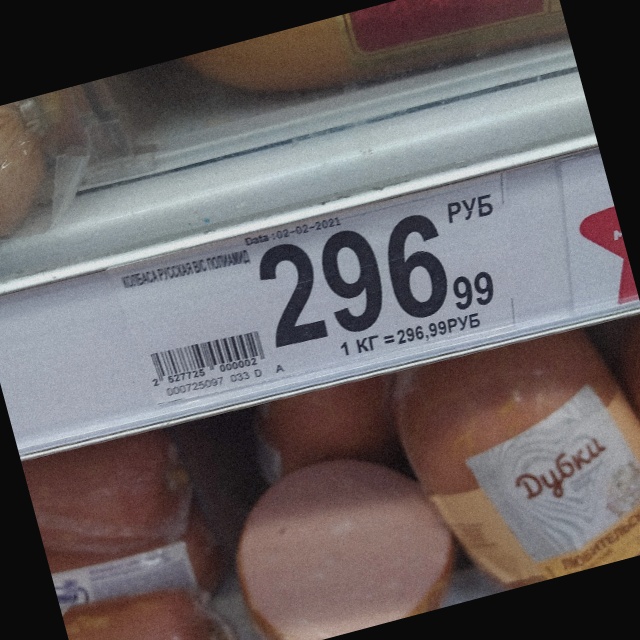 Data :02-02-2021
КОЛБАСА РУССКАЯ В/С ПОЛИАМИД
296 99 РУБ
1 КГ =296,99РУБ
2 527725 000002
000725097 033 D A
Дубки